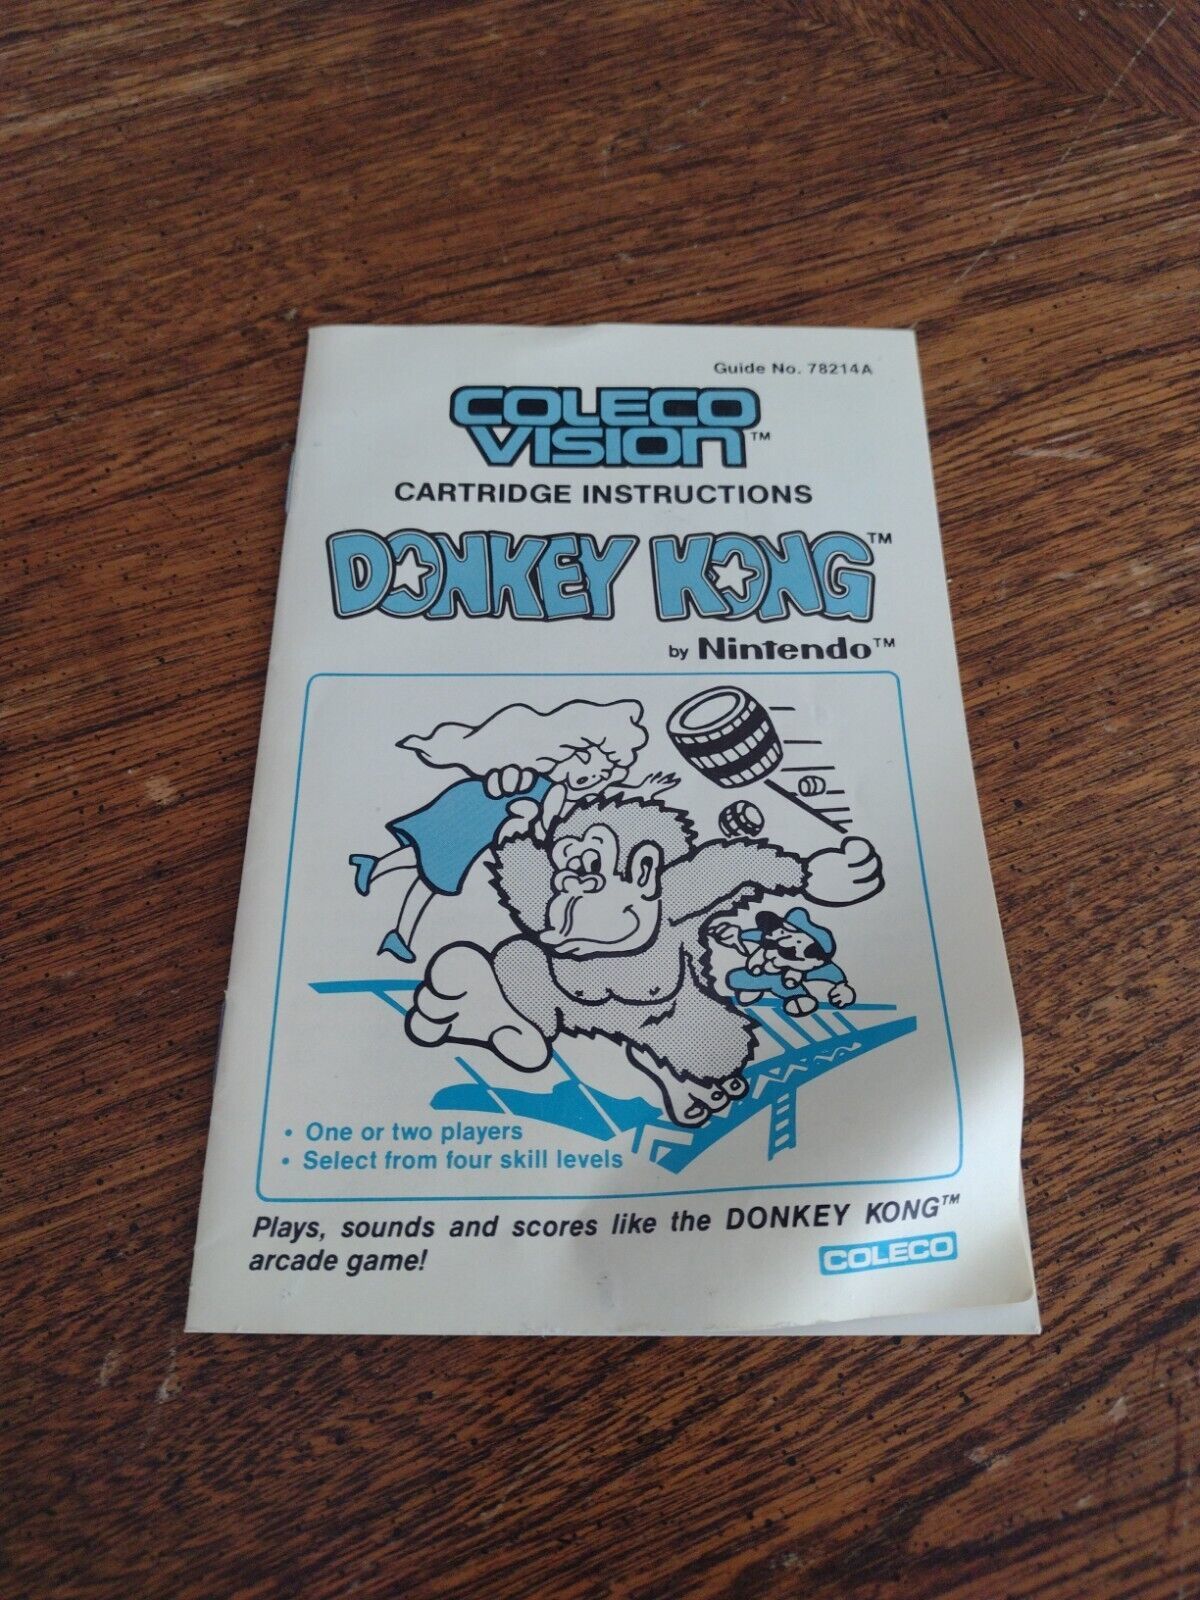 Guide No. 78214A
COLECO
VISION™
CARTRIDGE INSTRUCTIONS
DONKEY KONG™
by Nintendo™
• One or two players
• Select from four skill levels
Plays, sounds and scores like the DONKEY KONG™
arcade game!
COLECO